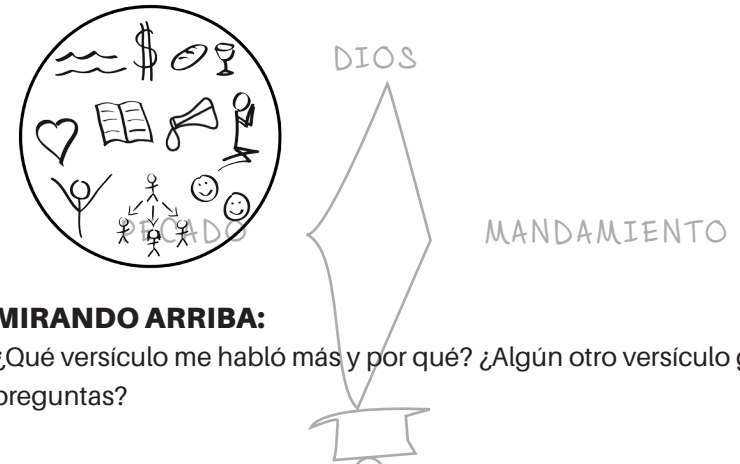 $
DIOS
PECADO
MANDAMIENTO
MIRANDO ARRIBA:
¿Qué versículo me habló más y por qué? ¿Algún otro versículo
preguntas?